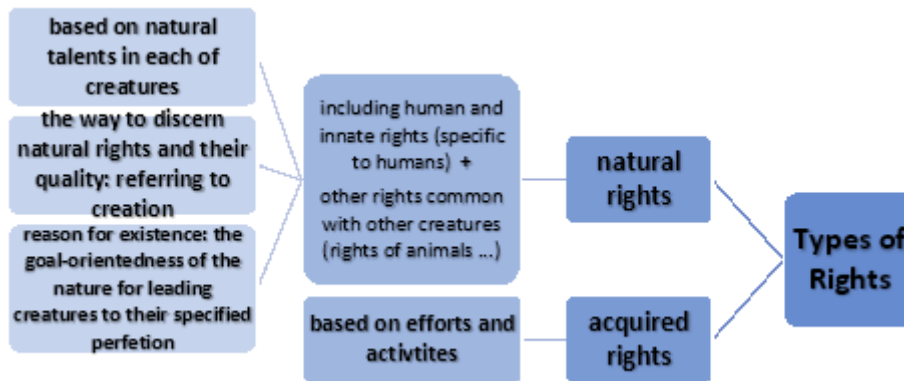 based on natural
talents in each of
creatures
the way to discern
natural rights and their
quality: referring to
creation
reason for existence: the
goal-orientedness of the
nature for leading
creatures to their specified
perfetion
including human and
innate rights (specific
to humans) +
other rights common
with other creatures
(rights of animals ...)
based on efforts and
activtites
natural
rights
acquired
rights
Types of
Rights